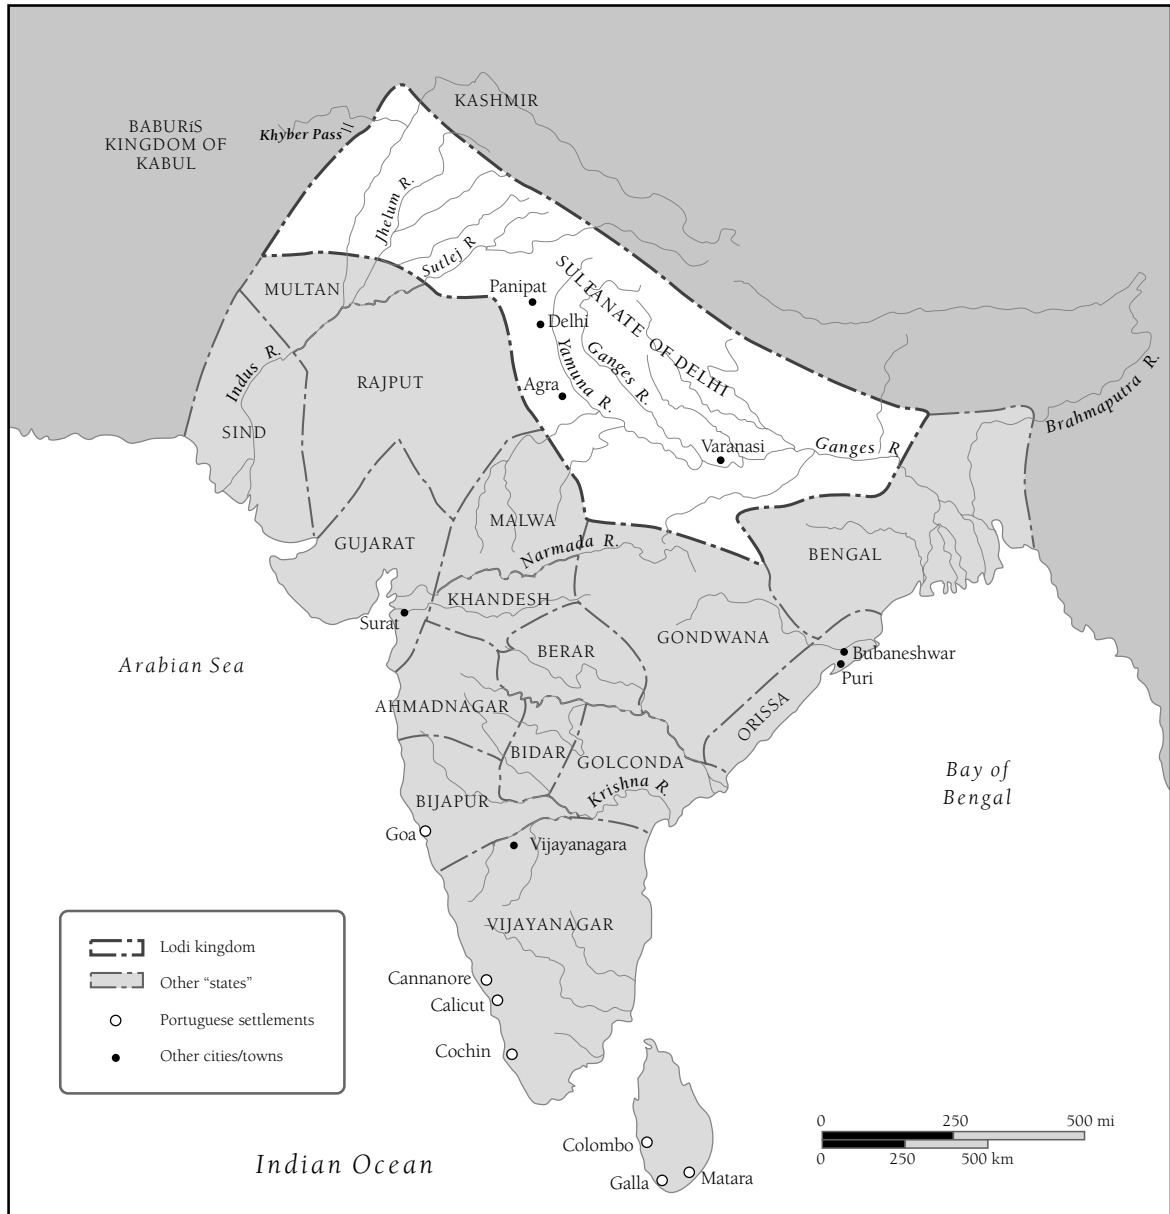 KASHMIR
BABURíS
KINGDOM OF
KABUL
Khyber Pass
Jhelum R.
Sutlej R
MULTAN
Panipat
SULTANATE OF DELHI
Delhi
Indus R.
RAJPUT
Yamuna R.
Ganges R.
Agra
Brahmaputra R.
SIND
Varanasi
Ganges R
MALWA
GUJARAT
Narmada R.
BENGAL
KHANDESH
Surat
GONDWANA
BERAR
Bubaneshwar
Puri
Arabian Sea
AHMADNAGAR
ORISSA
BIDAR
GOLCONDA
Bay of
Bengal
Krishna R.
BIJAPUR
Goa
Vijayanagara
VIJAYANAGAR
Lodi kingdom
Other “states”
Portuguese settlements
Other cities/towns
Cannanore
Calicut
Cochin
0 250 500 mi
0 250 500 km
Colombo
Indian Ocean
Galla
Matara